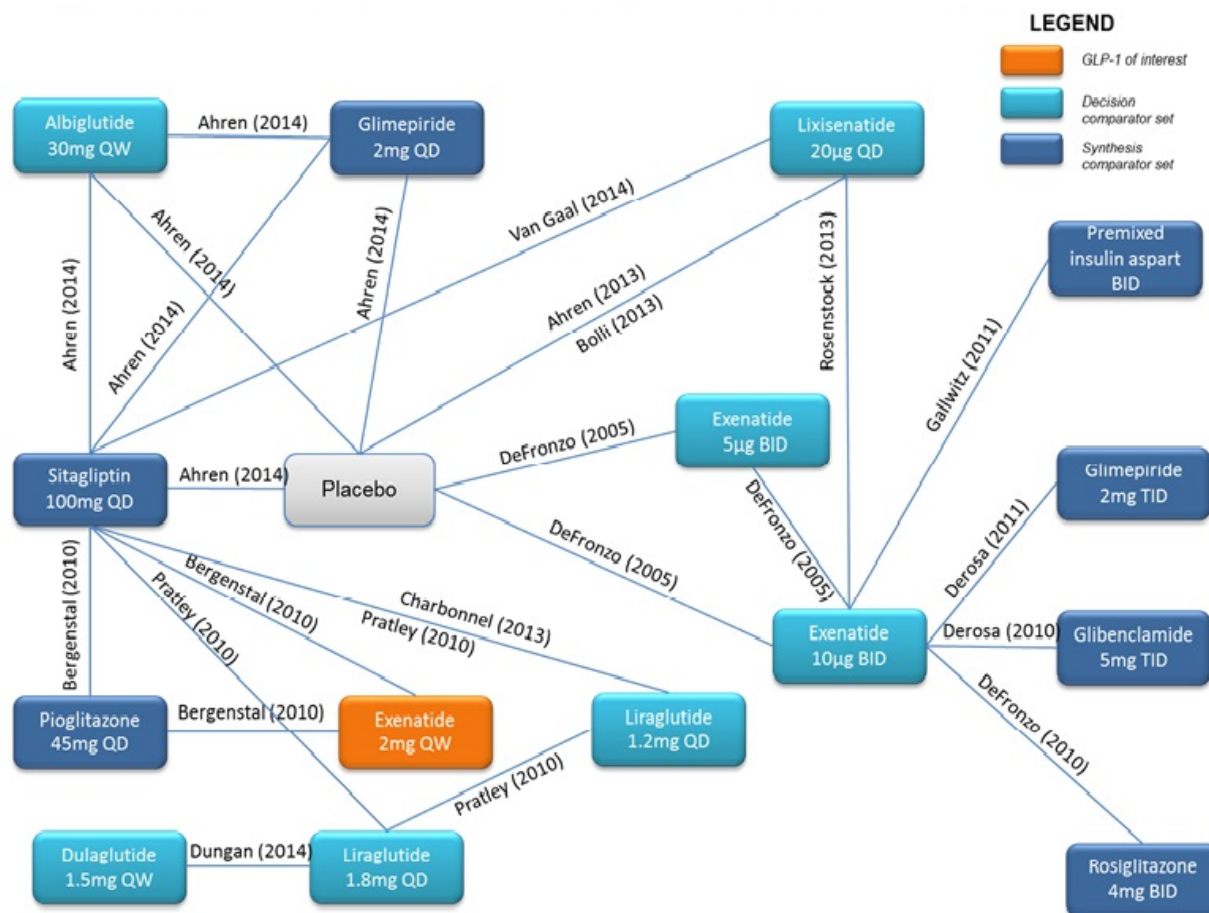 LEGEND
GLP-1 of interest
Decision
comparator set
Synthesis
comparator set
Albiglutide
30mg QW
Ahren (2014)
Glimepiride
2mg QD
Lixisenatide
20µg QD
Premixed
insulin aspart
BID
Ahren (2014)
Ahren (2014)
Ahren (2014)
Ahren (2014)
Van Gaal (2014)
Ahren (2013)
Bolli (2013)
Rosenstock (2013)
Gallwitz (2011)
Exenatide
5µg BID
DeFronzo (2005)
Sitagliptin
100mg QD
Ahren (2014)
Placebo
Glimepiride
2mg TID
DeFronzo (2005)
DeFronzo
(2005)
Derosa (2011)
Bergenstal (2010)
Pratley (2010)
Bergenstal (2010)
Charbonnel (2013)
Pratley (2010)
Exenatide
10µg BID
Derosa (2010)
Glibenclamide
5mg TID
DeFronzo (2010)
Pioglitazone
45mg QD
Bergenstal (2010)
Exenatide
2mg QW
Liraglutide
1.2mg QD
Pratley (2010)
Dulaglutide
1.5mg QW
Dungan (2014)
Liraglutide
1.8mg QD
Rosiglitazone
4mg BID